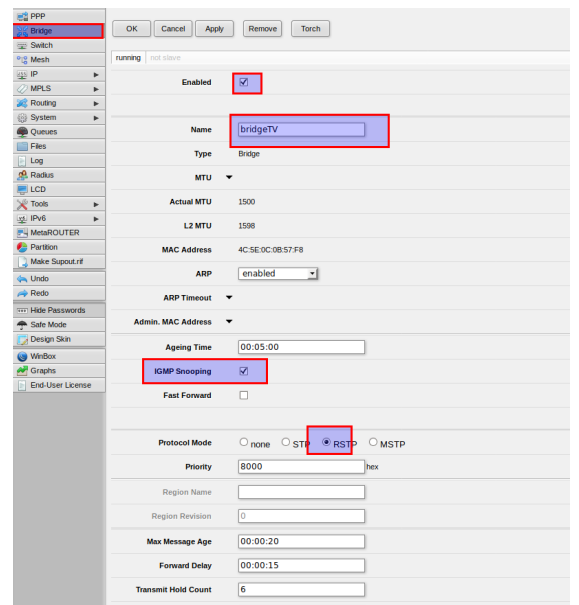 PPP
Bridge
Switch
Mesh
IP
MPLS
Routing
System
Queues
Files
Log
Radius
LCD
Tools
IPv6
MetaROUTER
Partition
Make Supout.rif
Undo
Redo
Hide Passwords
Safe Mode
Design Skin
WinBox
Graphs
End-User License
OK Cancel Apply Remove Torch
running not slave
Enabled
Name bridgeTV
Type Bridge
MTU
Actual MTU 1500
L2 MTU 1598
MAC Address 4C:5E:0C:0B:57:F8
ARP enabled
ARP Timeout
Admin. MAC Address
Ageing Time 00:05:00
IGMP Snooping
Fast Forward
Protocol Mode none STP RSTP MSTP
Priority 8000 hex
Region Name
Region Revision 0
Max Message Age 00:00:20
Forward Delay 00:00:15
Transmit Hold Count 6